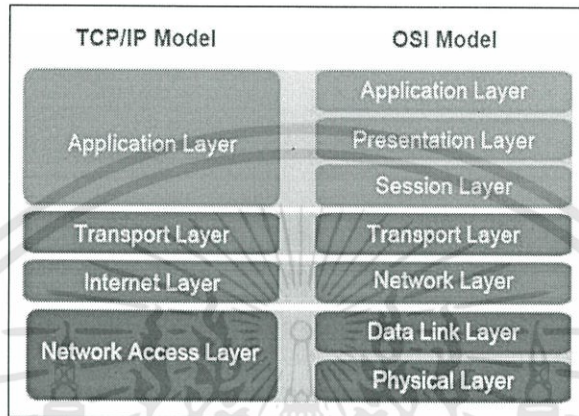 TCP/IP Model
OSI Model
Application Layer
Transport Layer
Internet Layer
Network Access Layer
Application Layer
Presentation Layer
Session Layer
Transport Layer
Network Layer
Data Link Layer
Physical Layer